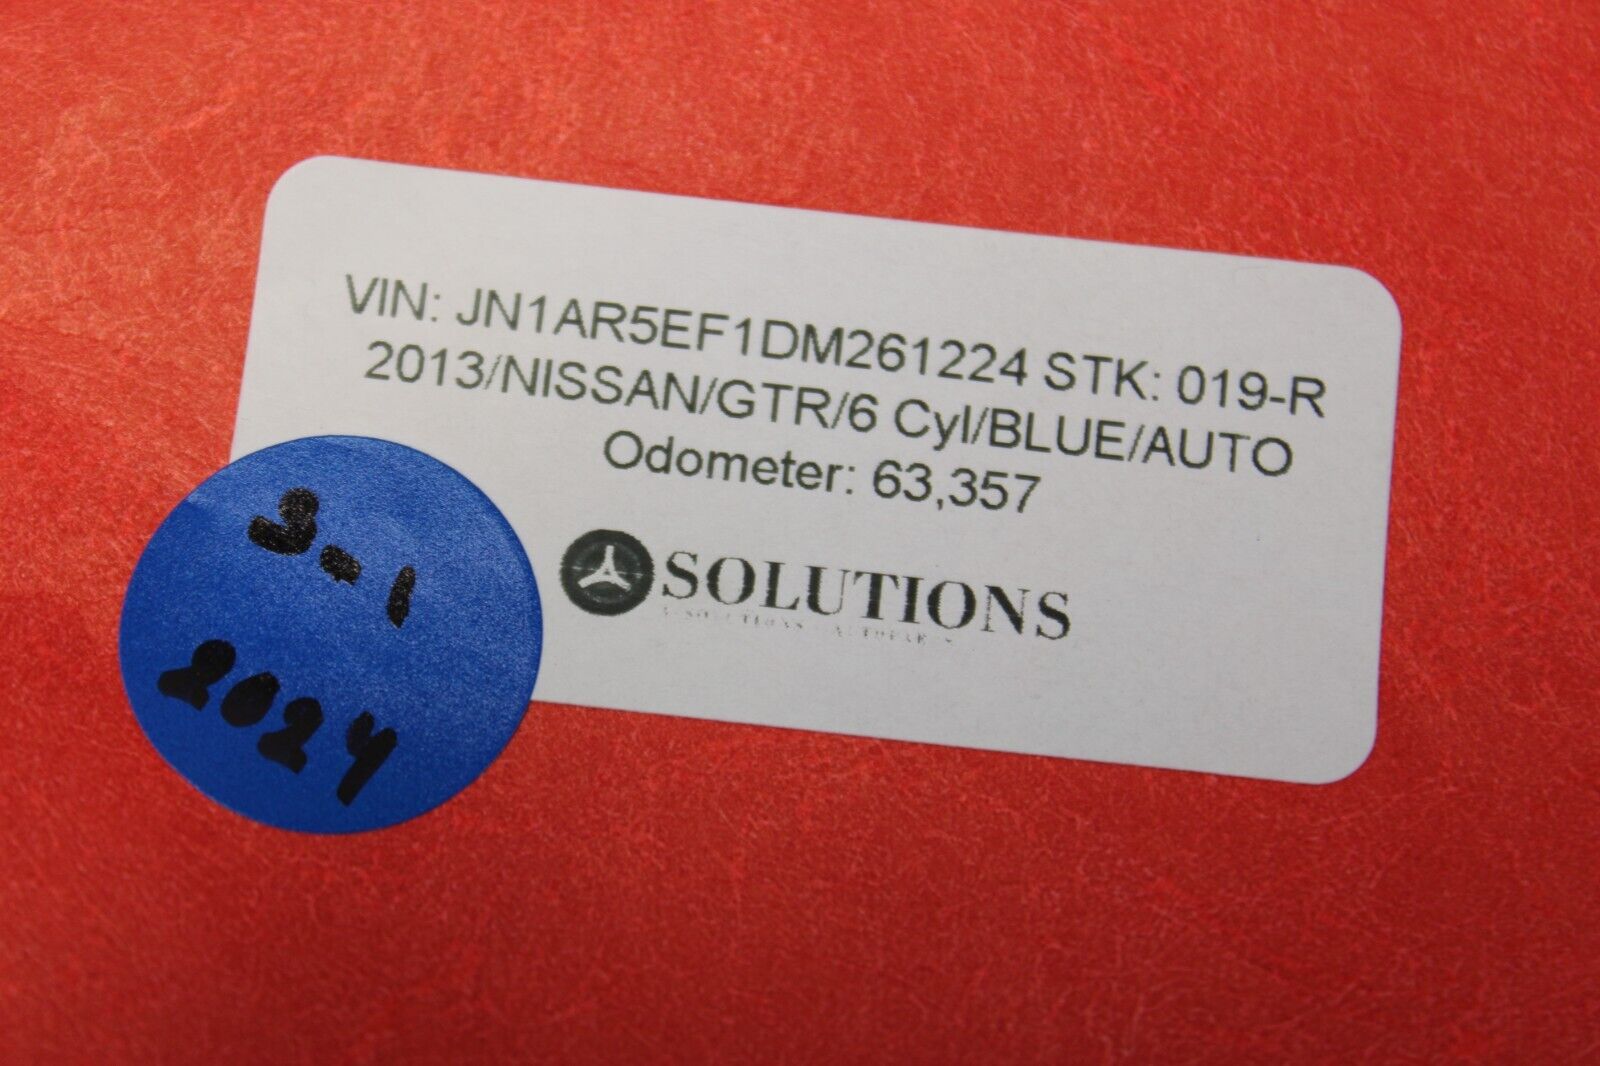 VIN: JN1AR5EF1DM261224 STK: 019-R
2013/NISSAN/GTR/6 Cyl/BLUE/AUTO
Odometer: 63,357
SOLUTIONS
3-1
2024